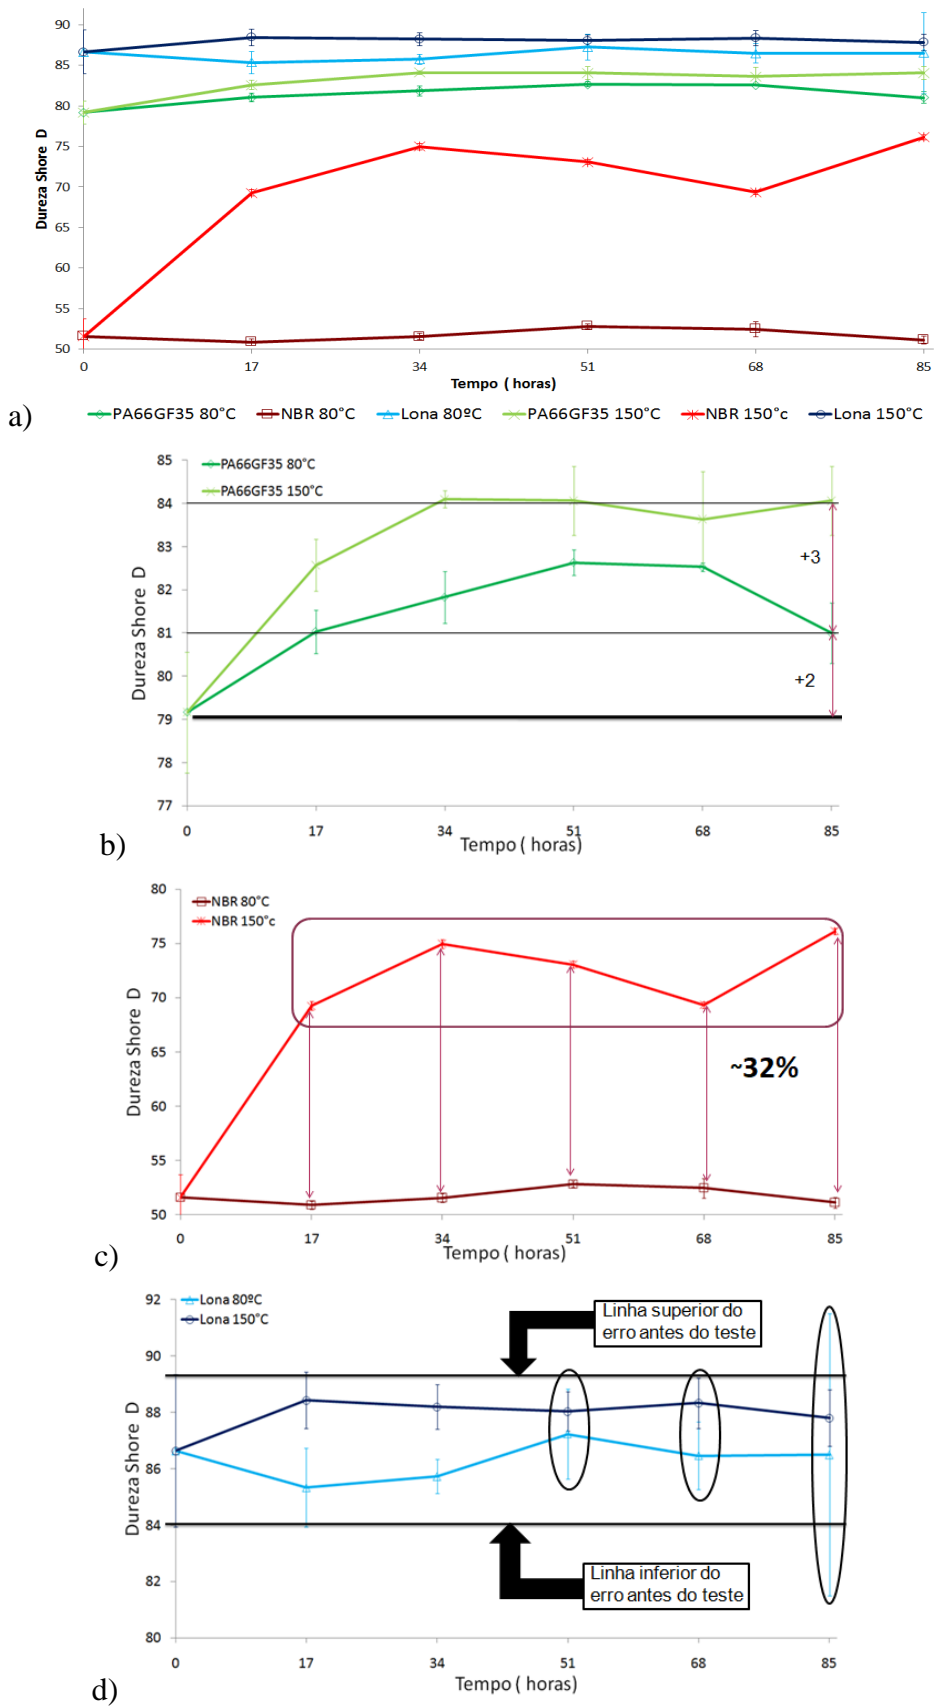 90
85
80
75
70
65
60
55
50
Dureza Shore D
0 17 34 51 68 85
Tempo ( horas)
a)
PA66GF35 80°C NBR 80°C Lona 80ºC PA66GF35 150°C NBR 150°c Lona 150°C
85
84
83
82
81
80
79
78
77
Dureza Shore D
PA66GF35 80°C
PA66GF35 150°C
+3
+2
0 17 34 51 68 85
Tempo ( horas)
b)
80
75
70
65
60
55
50
Dureza Shore D
NBR 80°C
NBR 150°c
~32%
0 17 34 51 68 85
Tempo ( horas)
c)
92
90
88
86
84
82
80
Dureza Shore D
Lona 80ºC
Lona 150°C
Linha superior do
erro antes do teste
Linha inferior do
erro antes do teste
0 17 34 51 68 85
Tempo ( horas)
d)